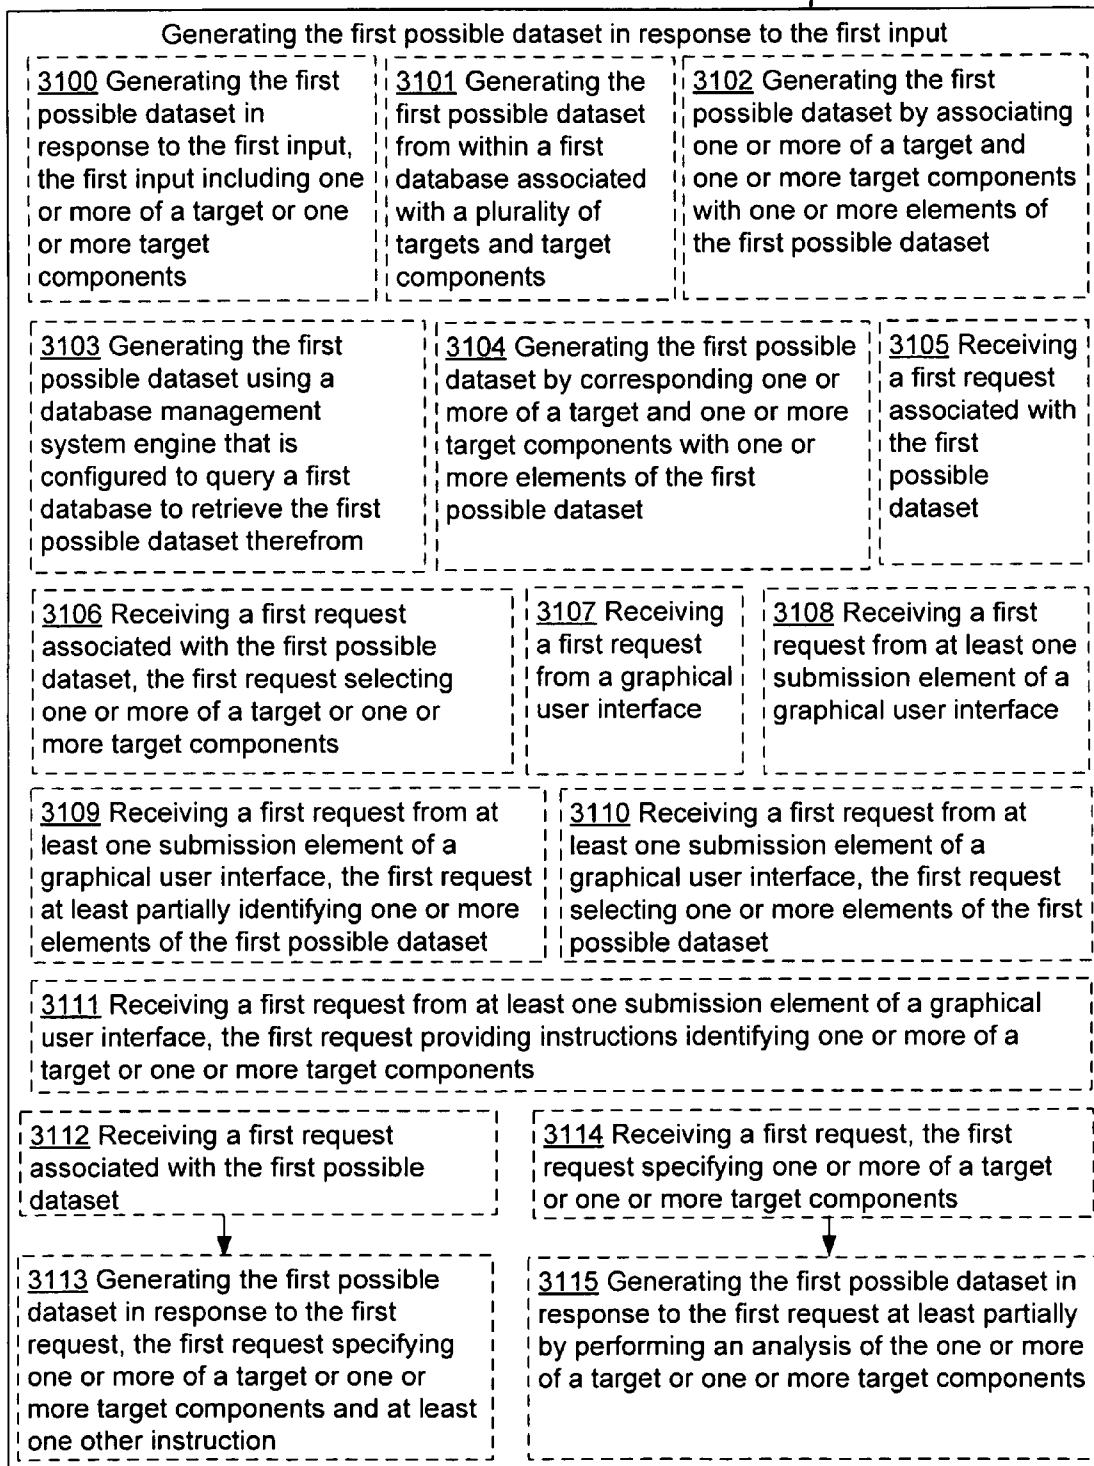 Generating the first possible dataset in response to the first input
3100 Generating the first
possible dataset in
response to the first input,
the first input including one
or more of a target or one
or more target
components
3101 Generating the
first possible dataset
from within a first
database associated
with a plurality of
targets and target
components
3102 Generating the first
possible dataset by associating
one or more of a target and
one or more target components
with one or more elements of
the first possible dataset
3103 Generating the first
possible dataset using a
database management
system engine that is
configured to query a first
database to retrieve the first
possible dataset therefrom
3104 Generating the first possible
dataset by corresponding one or
more of a target and one or more
target components with one or
more elements of the first
possible dataset
3105 Receiving
a first request
associated with
the first
possible
dataset
3106 Receiving a first request
associated with the first possible
dataset, the first request selecting
one or more of a target or one or
more target components
3107 Receiving
a first request
from a graphical
user interface
3108 Receiving a first
request from at least one
submission element of a
graphical user interface
3109 Receiving a first request from at
least one submission element of a
graphical user interface, the first request
at least partially identifying one or more
elements of the first possible dataset
3110 Receiving a first request from at
least one submission element of a
graphical user interface, the first request
selecting one or more elements of the first
possible dataset
3111 Receiving a first request from at least one submission element of a graphical
user interface, the first request providing instructions identifying one or more of a
target or one or more target components
3112 Receiving a first request
associated with the first possible
dataset
3114 Receiving a first request, the first
request specifying one or more of a target
or one or more target components
3113 Generating the first possible
dataset in response to the first
request, the first request specifying
one or more of a target or one or
more target components and at least
one other instruction
3115 Generating the first possible dataset in
response to the first request at least partially
by performing an analysis of the one or more
of a target or one or more target components